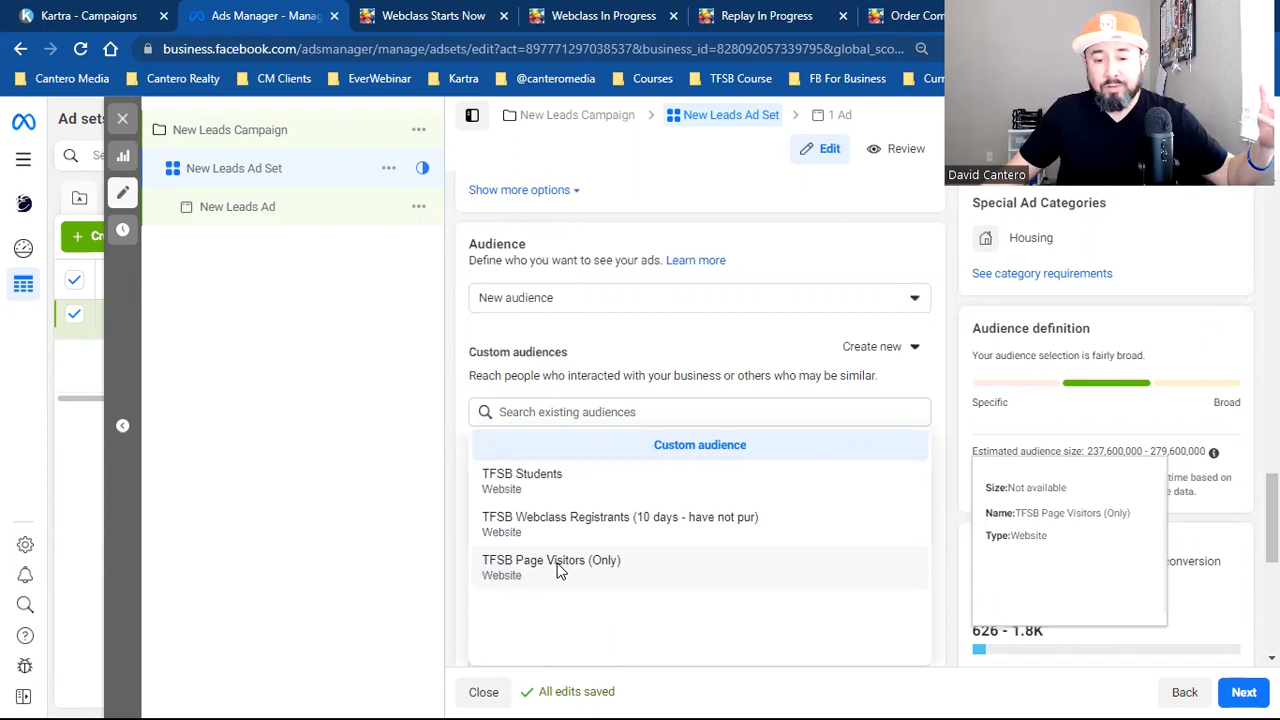 Kartra - Campaigns
Ads Manager - Manag
Webclass Starts Now
Webclass In Progress
Replay In Progress
Order Com
business.facebook.com/adsmanager/manage/adsets/edit?act=897771297038537&business_id=828092057339795&global_sco...
Cantero Media
Cantero Realty
CM Clients
EverWebinar
Kartra
@canteromedia
Courses
TFSB Course
FB For Business
Curr
David Cantero
Ad sets
Se
Cr
New Leads Campaign
New Leads Ad Set
New Leads Ad
New Leads Campaign
New Leads Ad Set
1 Ad
Edit
Review
Show more options
Audience
Define who you want to see your ads. Learn more
New audience
Custom audiences
Create new
Reach people who interacted with your business or others who may be similar.
Search existing audiences
Custom audience
TFSB Students
Website
TFSB Webclass Registrants (10 days - have not pur)
Website
TFSB Page Visitors (Only)
Website
Special Ad Categories
Housing
See category requirements
Audience definition
Your audience selection is fairly broad.
Specific
Broad
Estimated audience size: 237,600,000 - 279,600,000
time based on
e data.
Size:Not available
Name:TFSB Page Visitors (Only)
Type:Website
conversion
626 - 1.8K
Close
All edits saved
Back
Next